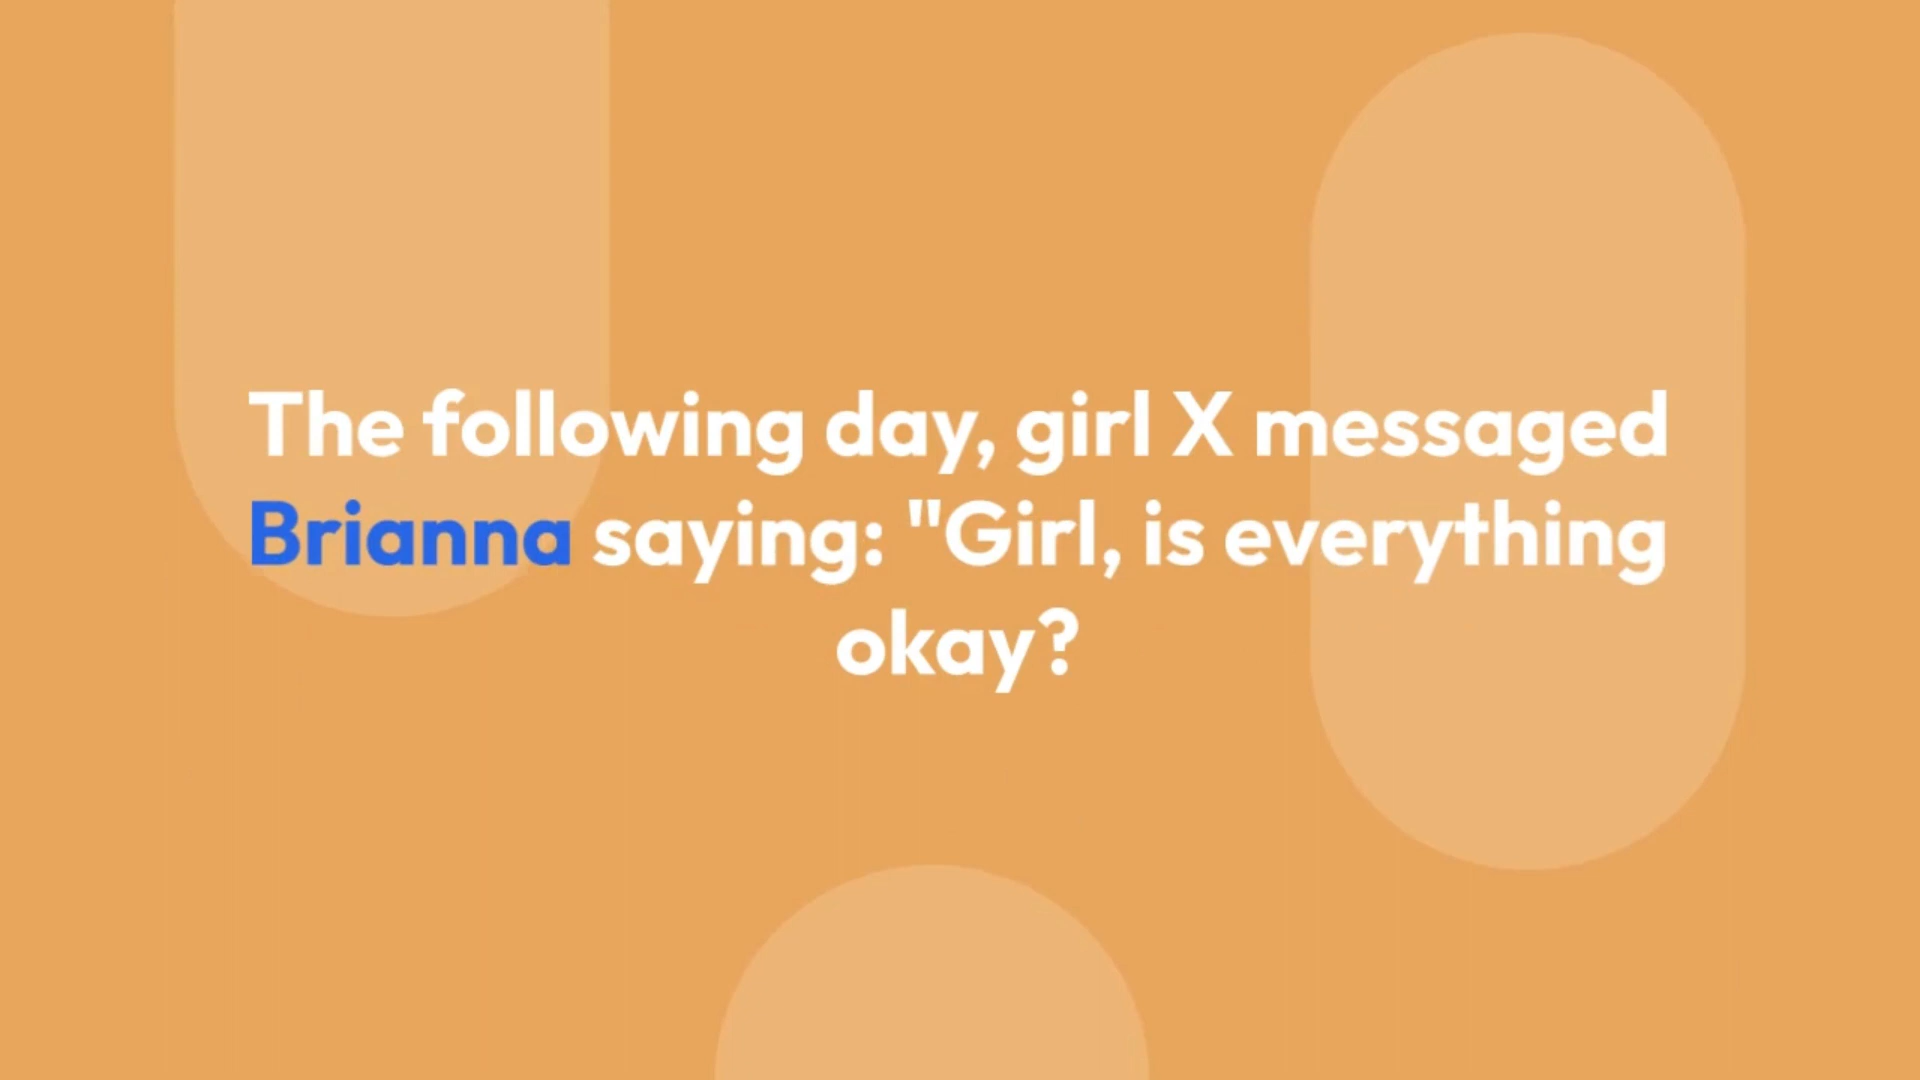 The following day, girl X messaged
Brianna saying: "Girl, is everything
okay?